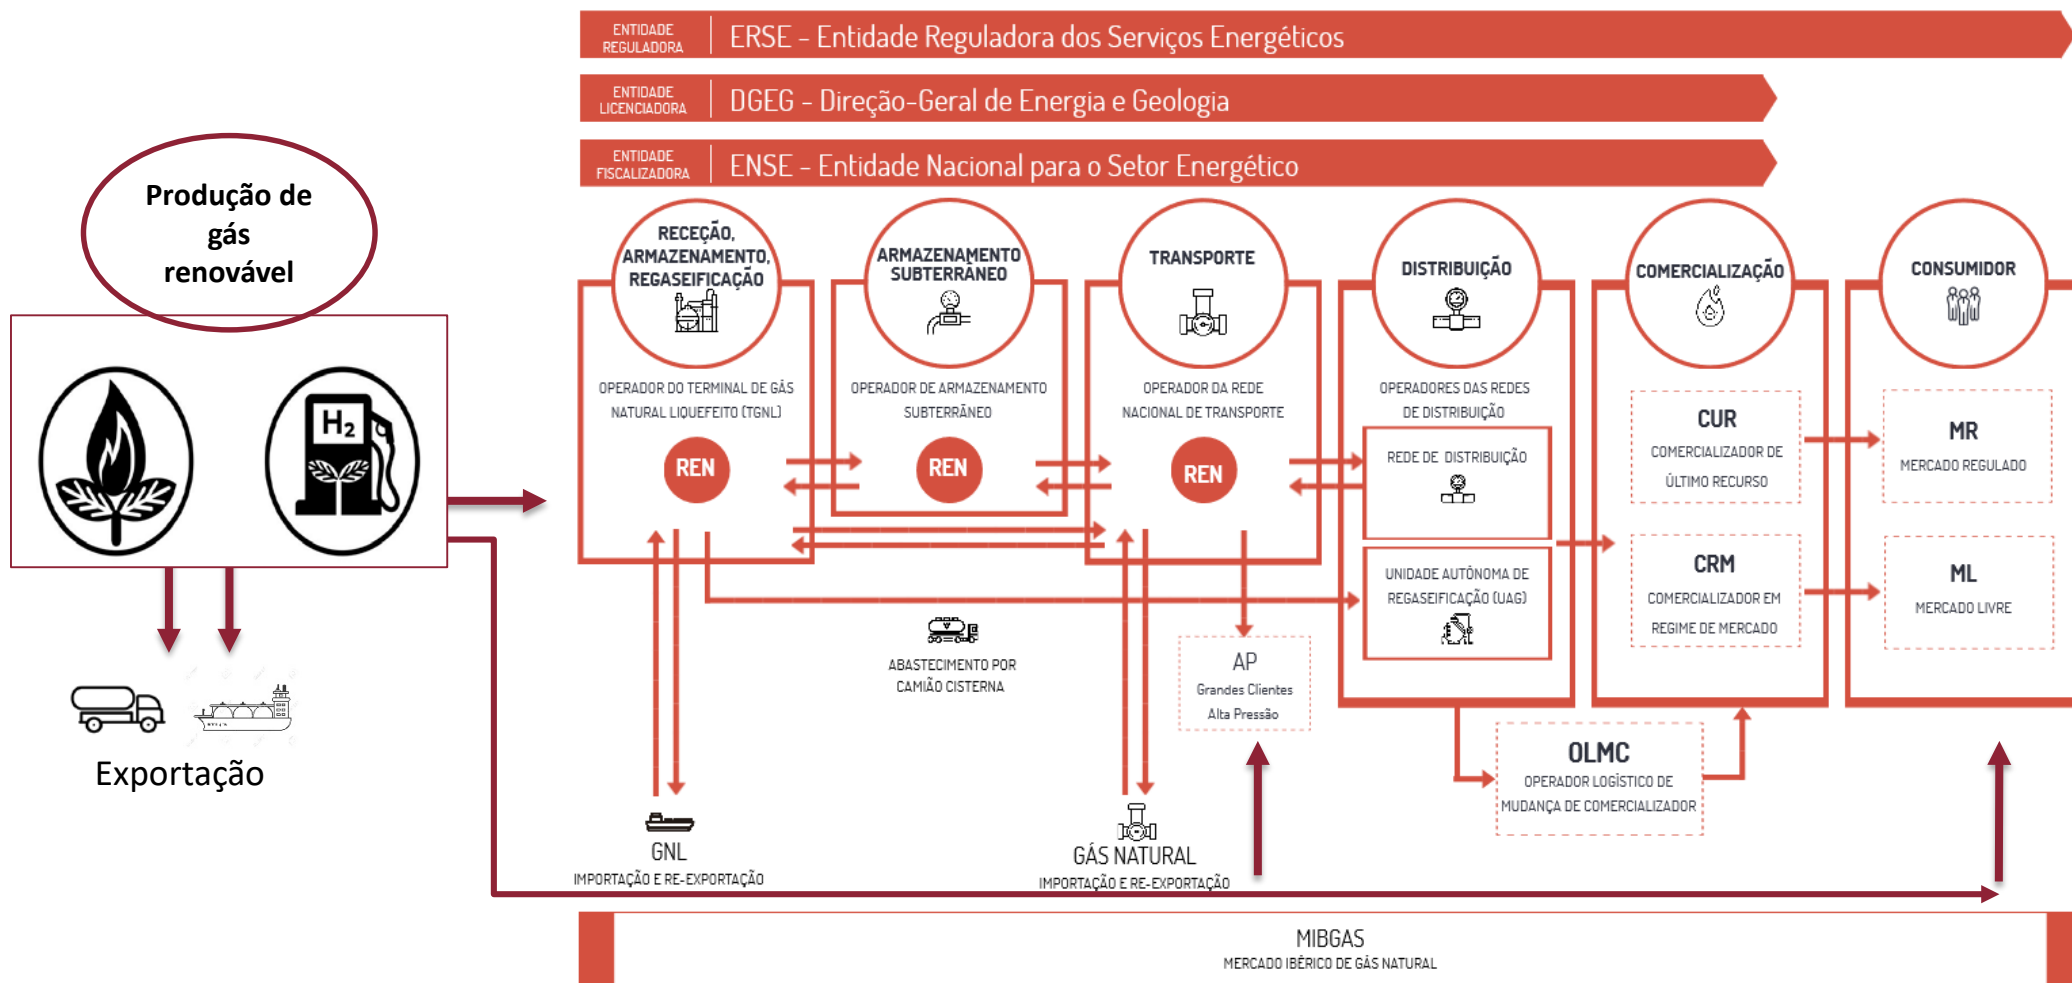 ENTIDADE
REGULADORA
ERSE - Entidade Reguladora dos Serviços Energéticos
ENTIDADE
LICENCIADORA
DGEG - Direção-Geral de Energia e Geologia
ENTIDADE
FISCALIZADORA
ENSE - Entidade Nacional para o Setor Energético
Produção de
gás
renovável
H2
Exportação
RECEÇÃO,
ARMAZENAMENTO,
REGASEIFICAÇÃO
OPERADOR DO TERMINAL DE GÁS
NATURAL LIQUEFEITO (TGNL)
REN
ARMAZENAMENTO
SUBTERRÂNEO
OPERADOR DE ARMAZENAMENTO
SUBTERRÂNEO
REN
TRANSPORTE
OPERADOR DA REDE
NACIONAL DE TRANSPORTE
REN
DISTRIBUIÇÃO
OPERADORES DAS REDES
DE DISTRIBUIÇÃO
REDE DE DISTRIBUIÇÃO
UNIDADE AUTÓNOMA DE
REGASEIFICAÇÃO (UAG)
COMERCIALIZAÇÃO
CUR
COMERCIALIZADOR DE
ÚLTIMO RECURSO
CRM
COMERCIALIZADOR EM
REGIME DE MERCADO
CONSUMIDOR
MR
MERCADO REGULADO
ML
MERCADO LIVRE
ABASTECIMENTO POR
CAMIÃO CISTERNA
AP
Grandes Clientes
Alta Pressão
OLMC
OPERADOR LOGÍSTICO DE
MUDANÇA DE COMERCIALIZADOR
GNL
IMPORTAÇÃO E RE-EXPORTAÇÃO
GÁS NATURAL
IMPORTAÇÃO E RE-EXPORTAÇÃO
MIBGAS
MERCADO IBÉRICO DE GÁS NATURAL